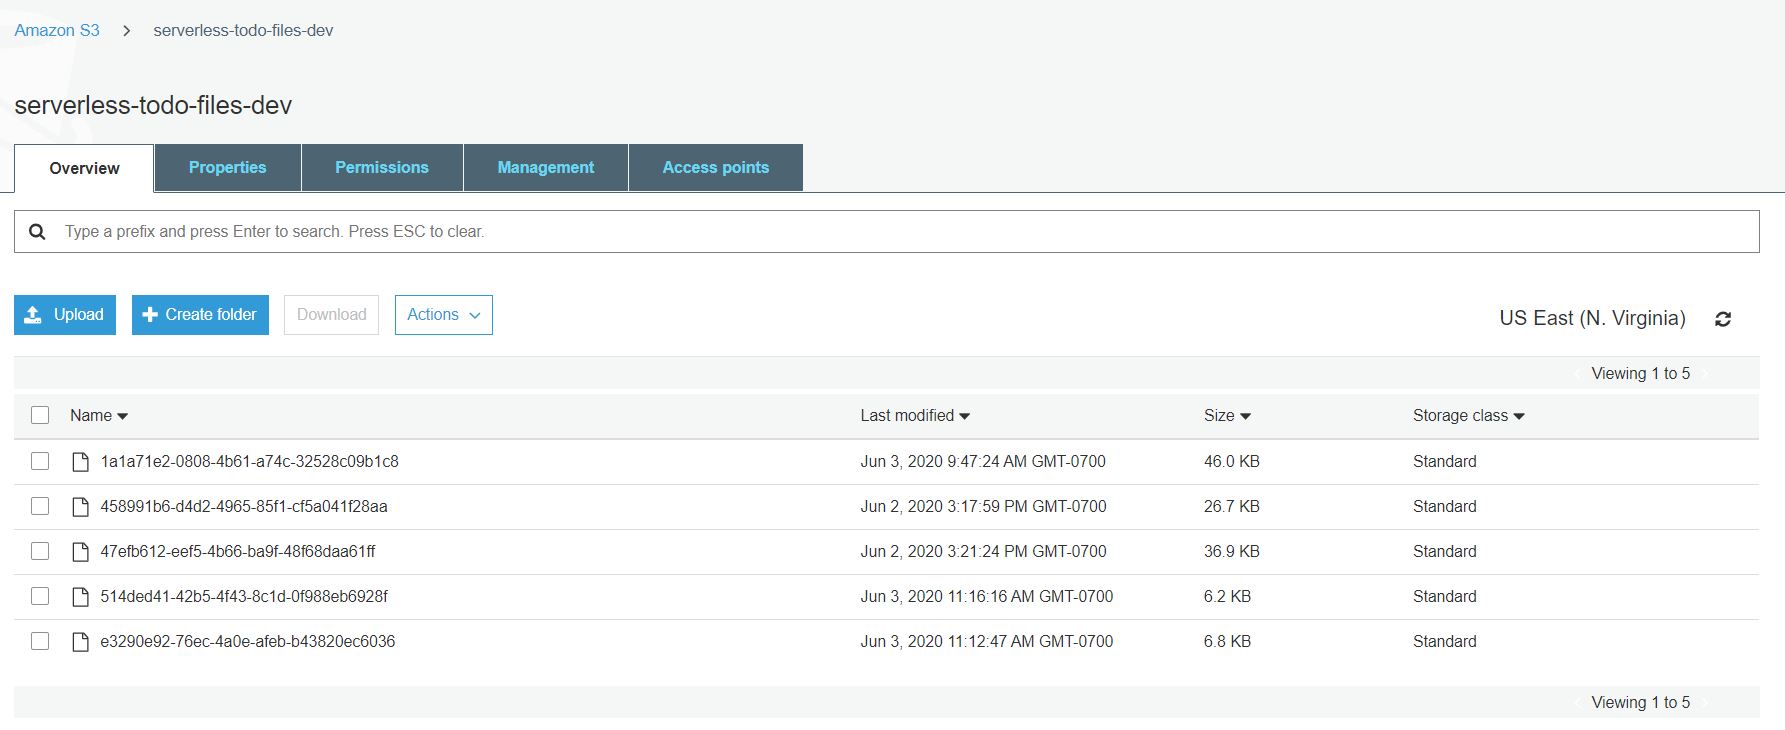 Amazon S3 > serverless-todo-files-dev
serverless-todo-files-dev
Overview Properties Permissions Management Access points
Type a prefix and press Enter to search. Press ESC to clear.
Upload Create folder Download Actions US East (N. Virginia)
Viewing 1 to 5
Name Last modified Size Storage class
1a1a71e2-0808-4b61-a74c-32528c09b1c8 Jun 3, 2020 9:47:24 AM GMT-0700 46.0 KB Standard
458991b6-d4d2-4965-85f1-cf5a041f28aa Jun 2, 2020 3:17:59 PM GMT-0700 26.7 KB Standard
47efb612-eef5-4b66-ba9f-48f68daa61ff Jun 2, 2020 3:21:24 PM GMT-0700 36.9 KB Standard
514ded41-42b5-4f43-8c1d-0f988eb6928f Jun 3, 2020 11:16:16 AM GMT-0700 6.2 KB Standard
e3290e92-76ec-4a0e-afeb-b43820ec6036 Jun 3, 2020 11:12:47 AM GMT-0700 6.8 KB Standard
Viewing 1 to 5